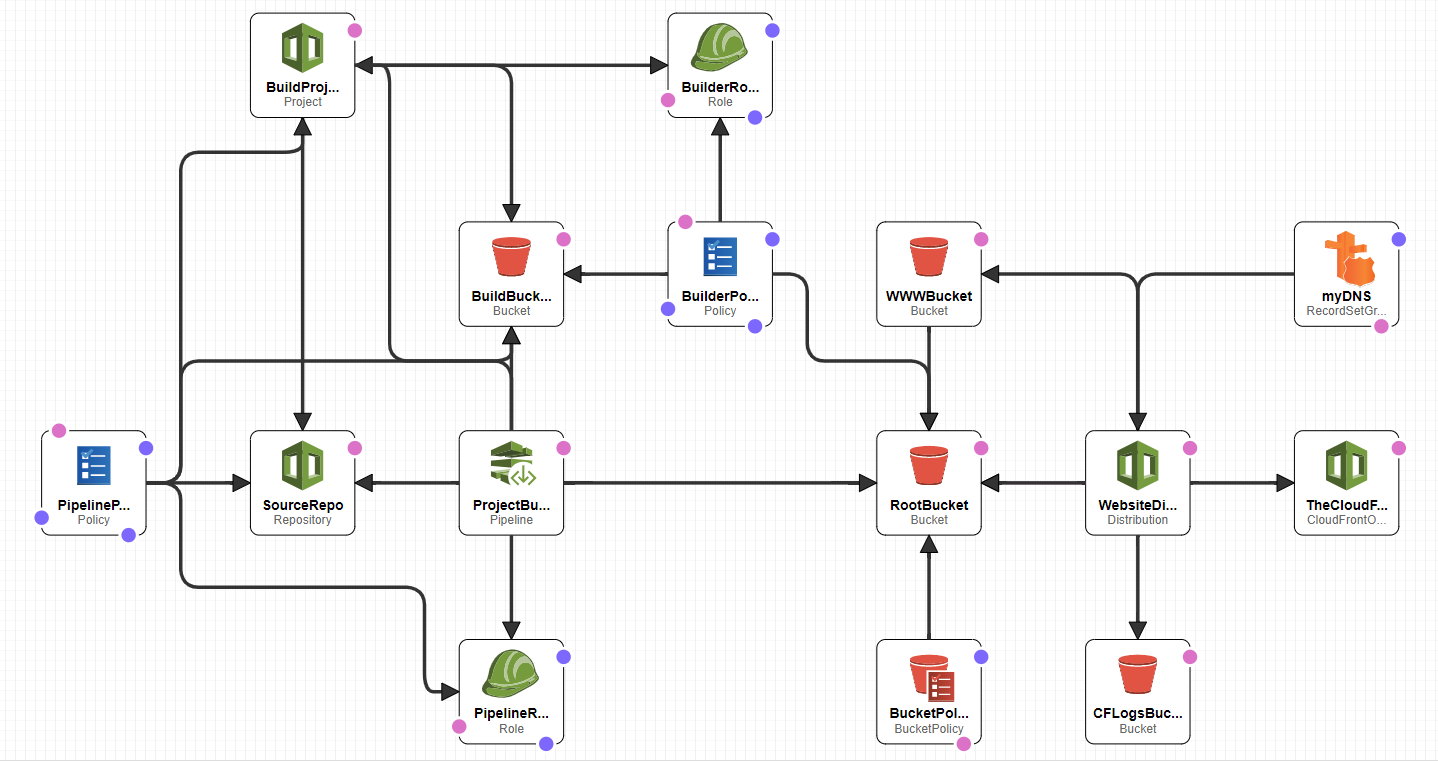 BuildProj...
Project
BuilderRo...
Role
BuildBuck...
Bucket
BuilderPo...
Policy
WWWBucket
Bucket
myDNS
RecordSetGr...
PipelineP...
Policy
SourceRepo
Repository
ProjectBu...
Pipeline
RootBucket
Bucket
WebsiteDi...
Distribution
TheCloudF...
CloudFrontO...
PipelineR...
Role
BucketPol...
BucketPolicy
CFLogsBuc...
Bucket